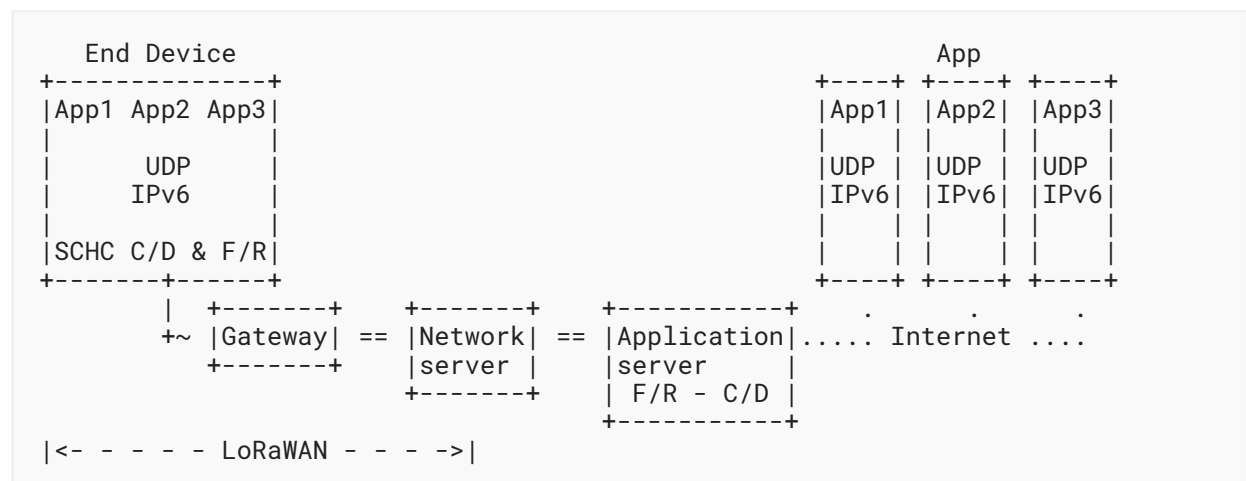 End Device                                              App
+--------------+                                    +----+ +----+ +----+
|App1 App2 App3|                                    |App1| |App2| |App3|
|              |                                    |    | |    | |    |
|      UDP     |                                    |UDP | |UDP | |UDP |
|     IPv6     |                                    |IPv6| |IPv6| |IPv6|
|              |                                    |    | |    | |    |
|SCHC C/D & F/R|                                    |    | |    | |    |
+-------+------+                                    +----+ +----+ +----+
        |  +-------+    +-------+    +-----------+    .      .      .
        +~ |Gateway| == |Network| == |Application|..... Internet ....
           +-------+    |server |    |server     |
                        +-------+    | F/R - C/D |
                                     +-----------+
|<- - - - - LoRaWAN - - - ->|